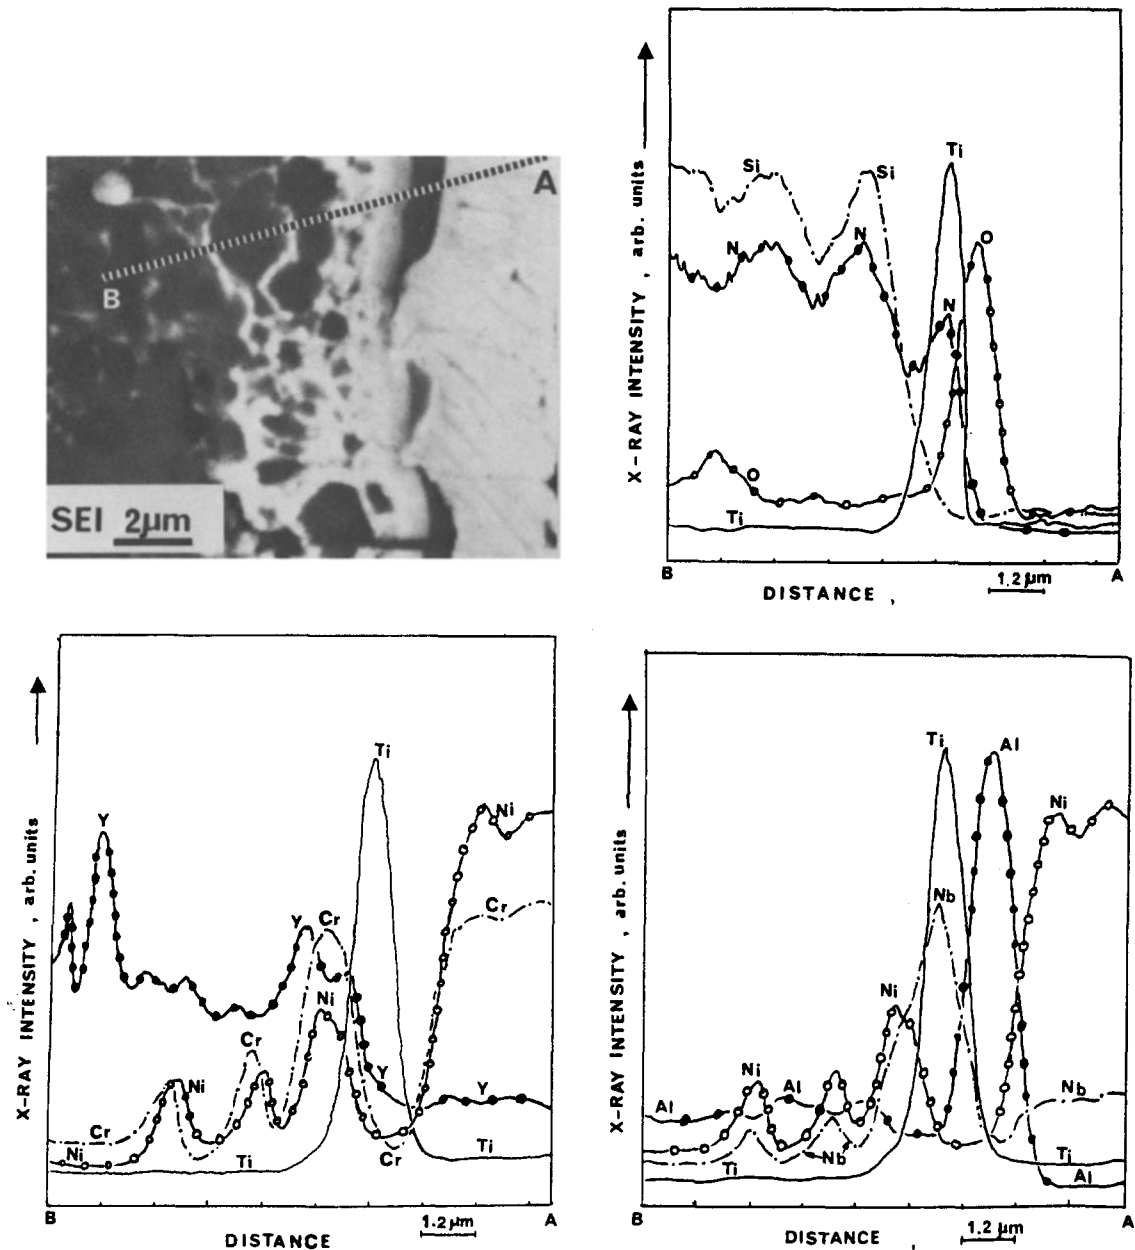 A
B
SEI 2µm
X-RAY INTENSITY , arb. units
Si
Si
Ti
N
N
O
N
O
Ti
B
A
1.2 µm
DISTANCE ,
X-RAY INTENSITY , arb. units
Ti
Ni
Y
Cr
Y
Cr
Ni
Cr
Ni
Y
Y
Cr
Ni
Ti
Cr
Ti
B
A
1.2 µm
DISTANCE
X-RAY INTENSITY , arb. units
Ti
Al
Ni
Nb
Ni
Ni
Al
Nb
Al
Nb
Ti
Ti
Al
B
A
1.2 µm
DISTANCE ,